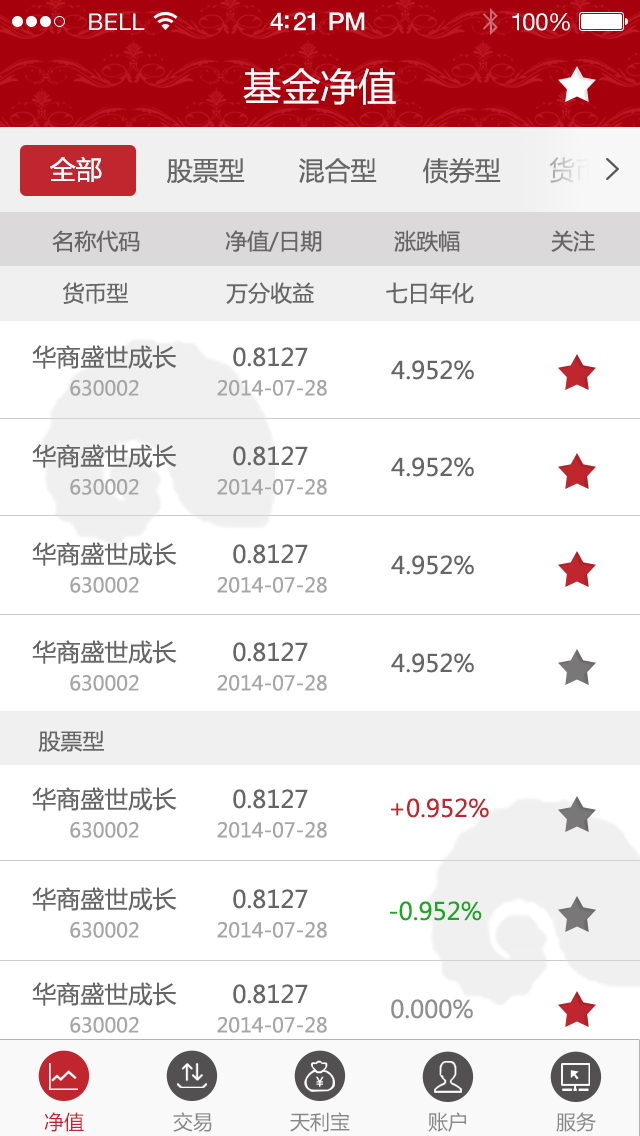 BELL 4:21 PM 100%
基金净值
全部 股票型 混合型 债券型 货币
名称代码 净值/日期 涨跌幅 关注
货币型 万分收益 七日年化
华商盛世成长 0.8127 4.952%
630002 2014-07-28
华商盛世成长 0.8127 4.952%
630002 2014-07-28
华商盛世成长 0.8127 4.952%
630002 2014-07-28
华商盛世成长 0.8127 4.952%
630002 2014-07-28
股票型
华商盛世成长 0.8127 +0.952%
630002 2014-07-28
华商盛世成长 0.8127 -0.952%
630002 2014-07-28
华商盛世成长 0.8127 0.000%
630002 2014-07-28
净值 交易 天利宝 账户 服务